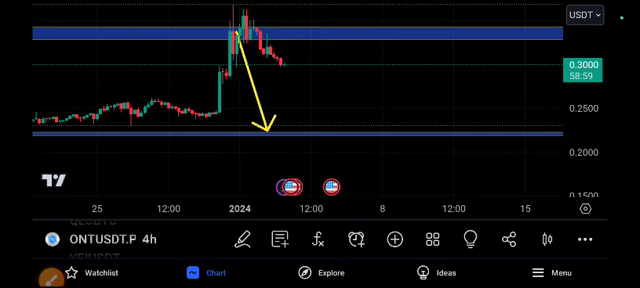 USDT
0.3000
58:59
0.2500
0.2000
0.1500
25 12:00 2024 12:00 8 12:00 15
ONTUSDT.P 4h
Watchlist Chart Explore Ideas Menu